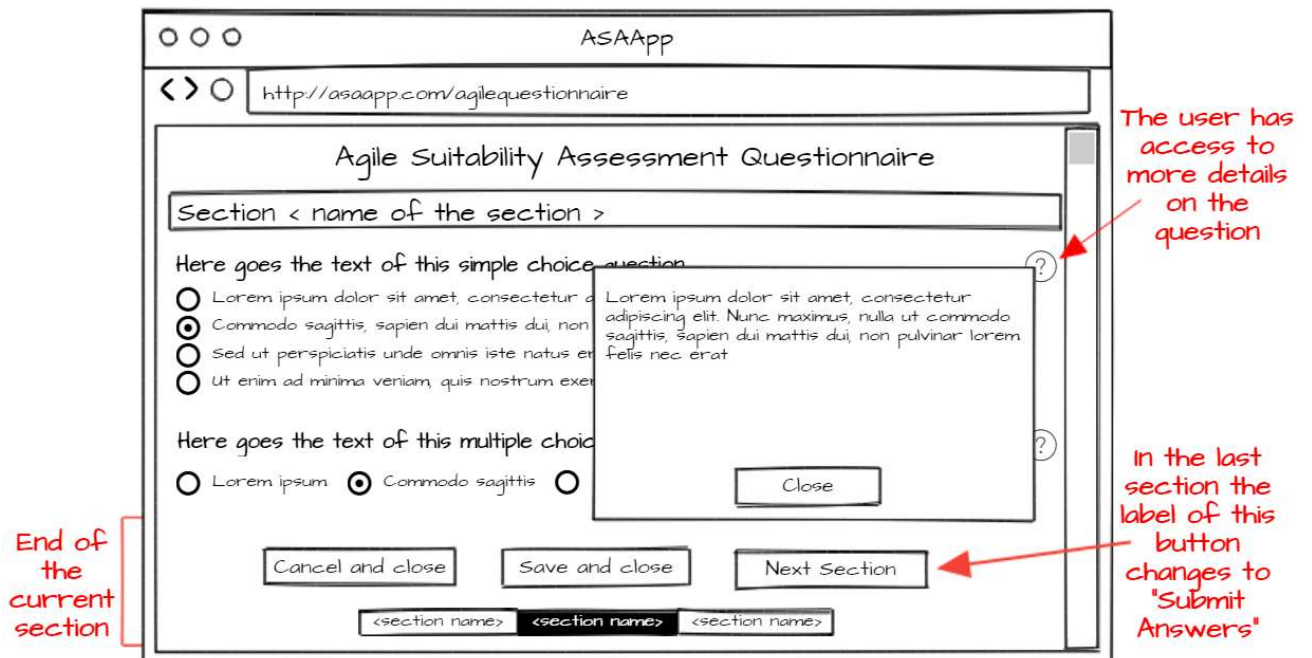 ASAApp
http://asaapp.com/agilequestionnaire
Agile Suitability Assessment Questionnaire
Section < name of the section >
The user has
access to
more details
on the
question
Here goes the text of this simple choice question
?
Lorem ipsum dolor sit amet, consectetur
Commodo sagittis, sapien dui mattis dui, non
Sed ut perspiciatis unde omnis iste natus
Ut enim ad minima veniam, quis nostrum
Lorem ipsum dolor sit amet, consectetur
adipiscing elit. Nunc maximus, nulla ut commodo
sagittis, sapien dui mattis dui, non pulvinar lorem
felis nec erat
Close
Here goes the text of this multiple
?
Lorem ipsum
Commodo sagittis
In the last
section the
label of this
button
changes to
"Submit
Answers"
End of
the
current
section
Cancel and close
Save and close
Next Section
<section name>
<section name>
<section name>